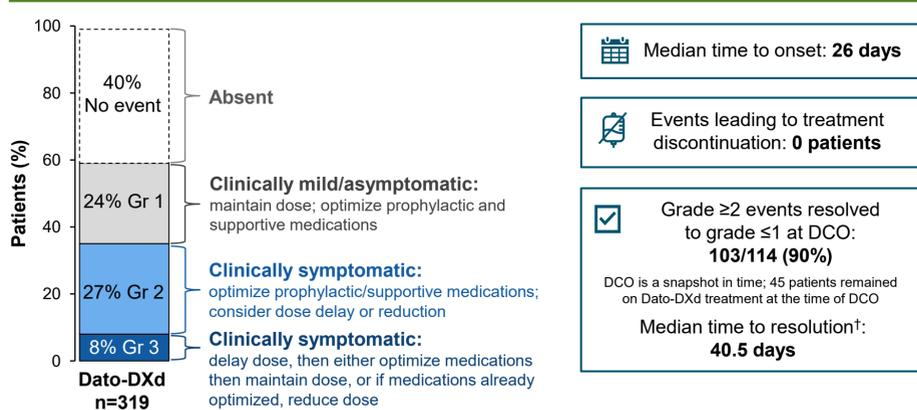 100
80
60
40
20
0
Patients (%)
40%
No event
24% Gr 1
27% Gr 2
8% Gr 3
Dato-DXd
n=319
Absent
Clinically mild/asymptomatic:
maintain dose; optimize prophylactic and
supportive medications
Clinically symptomatic:
optimize prophylactic/supportive medications;
consider dose delay or reduction
Clinically symptomatic:
delay dose, then either optimize medications
then maintain dose, or if medications already
optimized, reduce dose
Median time to onset: 26 days
Events leading to treatment
discontinuation: 0 patients
Grade ≥2 events resolved
to grade ≤1 at DCO:
103/114 (90%)
DCO is a snapshot in time; 45 patients remained
on Dato-DXd treatment at the time of DCO
Median time to resolution†:
40.5 days